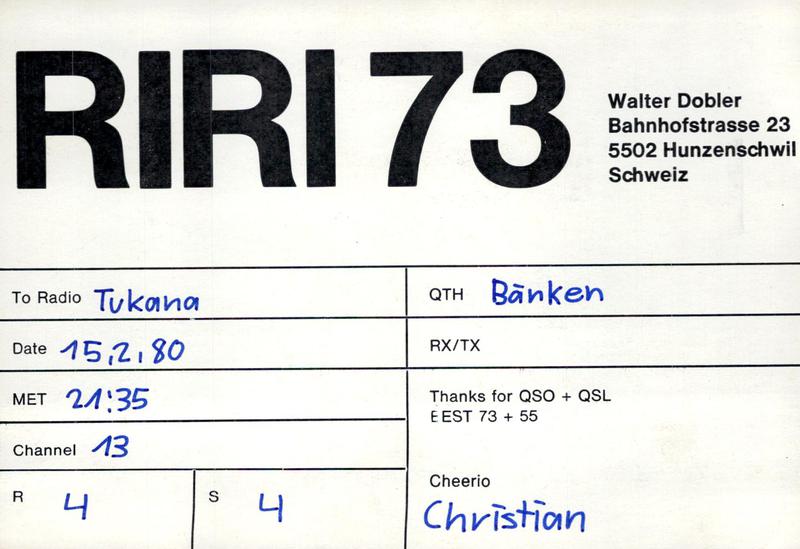 RIRI 73
Walter Dobler
Bahnhofstrasse 23
5502 Hunzenschwil
Schweiz
To Radio Tukana
QTH Bänken
Date 15,2,80
RX/TX
MET 21:35
Thanks for QSO + QSL
BEST 73 + 55
Channel 13
R 4
S 4
Cheerio
Christian